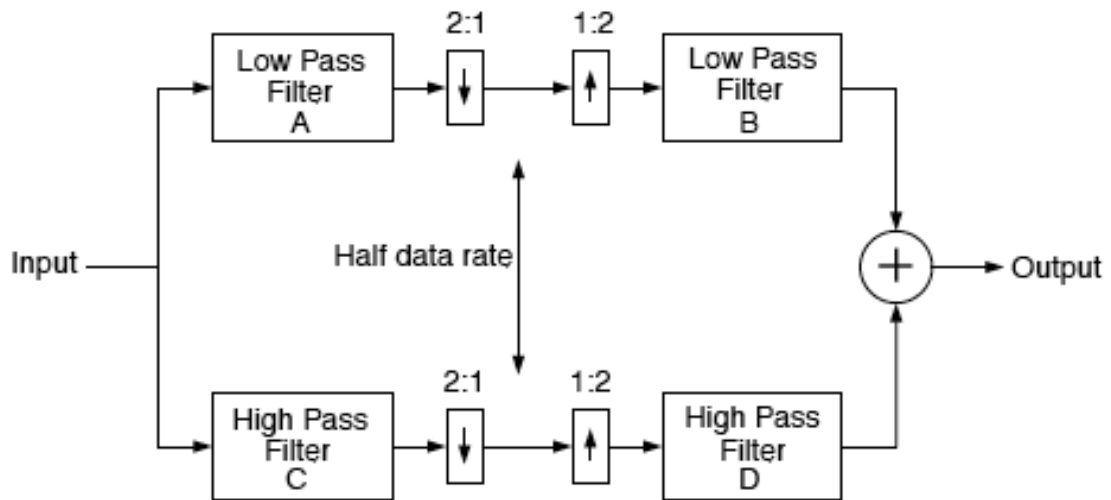 2:1
1:2
Low Pass
Filter
A
Low Pass
Filter
B
Input
Half data rate
+
Output
2:1
1:2
High Pass
Filter
C
High Pass
Filter
D